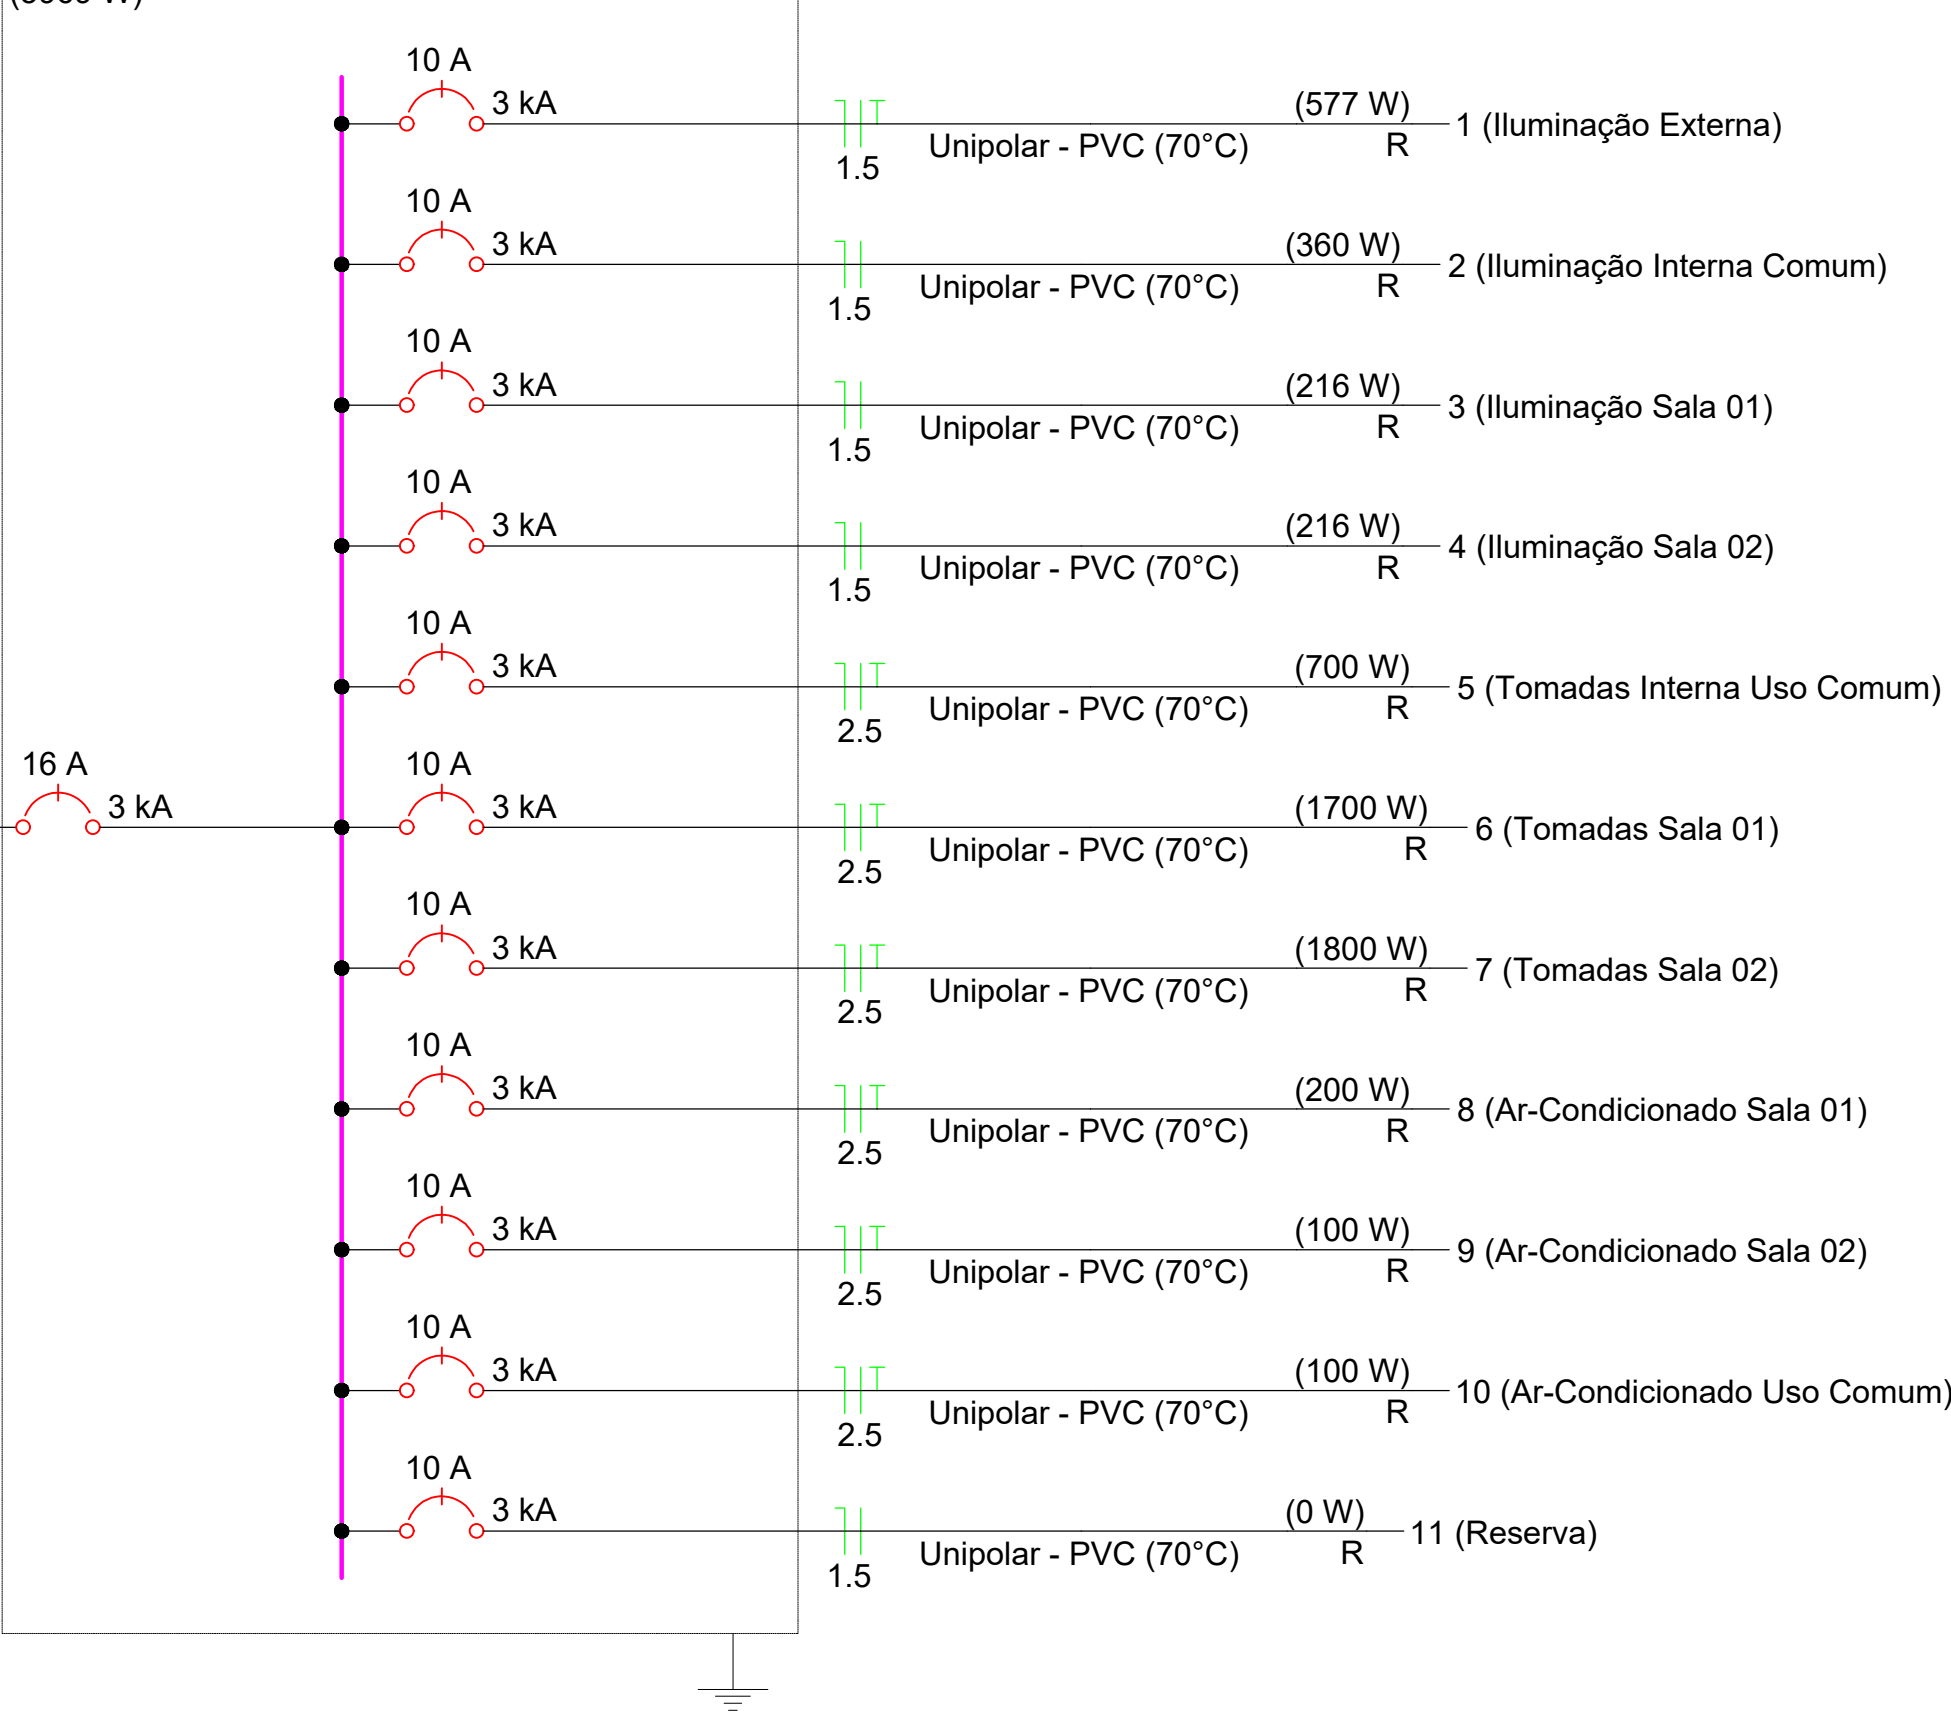 10 A
3 kA
(577 W)
1 (Iluminação Externa)
Unipolar - PVC (70°C)
R
1.5
10 A
3 kA
(360 W)
2 (Iluminação Interna Comum)
Unipolar - PVC (70°C)
R
1.5
10 A
3 kA
(216 W)
3 (Iluminação Sala 01)
Unipolar - PVC (70°C)
R
1.5
10 A
3 kA
(216 W)
4 (Iluminação Sala 02)
Unipolar - PVC (70°C)
R
1.5
10 A
3 kA
(700 W)
5 (Tomadas Interna Uso Comum)
Unipolar - PVC (70°C)
R
2.5
16 A
3 kA
10 A
3 kA
(1700 W)
6 (Tomadas Sala 01)
Unipolar - PVC (70°C)
R
2.5
10 A
3 kA
(1800 W)
7 (Tomadas Sala 02)
Unipolar - PVC (70°C)
R
2.5
10 A
3 kA
(200 W)
8 (Ar-Condicionado Sala 01)
Unipolar - PVC (70°C)
R
2.5
10 A
3 kA
(100 W)
9 (Ar-Condicionado Sala 02)
Unipolar - PVC (70°C)
R
2.5
10 A
3 kA
(100 W)
10 (Ar-Condicionado Uso Comum)
Unipolar - PVC (70°C)
R
2.5
10 A
3 kA
(0 W)
11 (Reserva)
Unipolar - PVC (70°C)
R
1.5